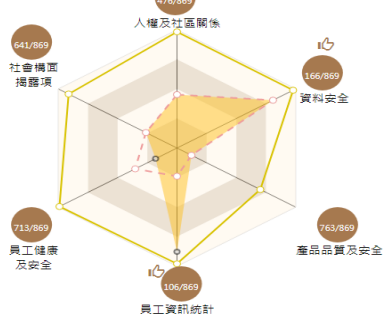 476/869
人權及社區關係
641/869
社會構面
揭露項
166/869
資料安全
713/869
員工健康
及安全
763/869
產品品質及安全
106/869
員工資訊統計